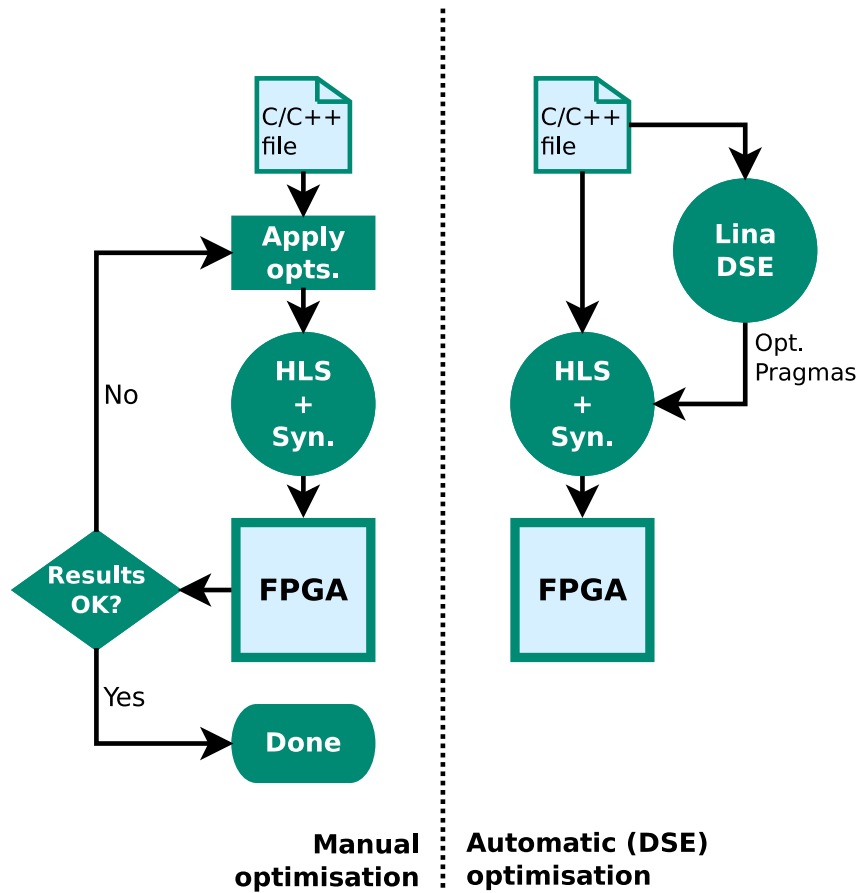 C/C++
file
Apply
opts.
HLS
+
Syn.
No
FPGA
Results
OK?
Yes
Done
Manual
optimisation
C/C++
file
Lina
DSE
Opt.
Pragmas
HLS
+
Syn.
FPGA
Automatic (DSE)
optimisation